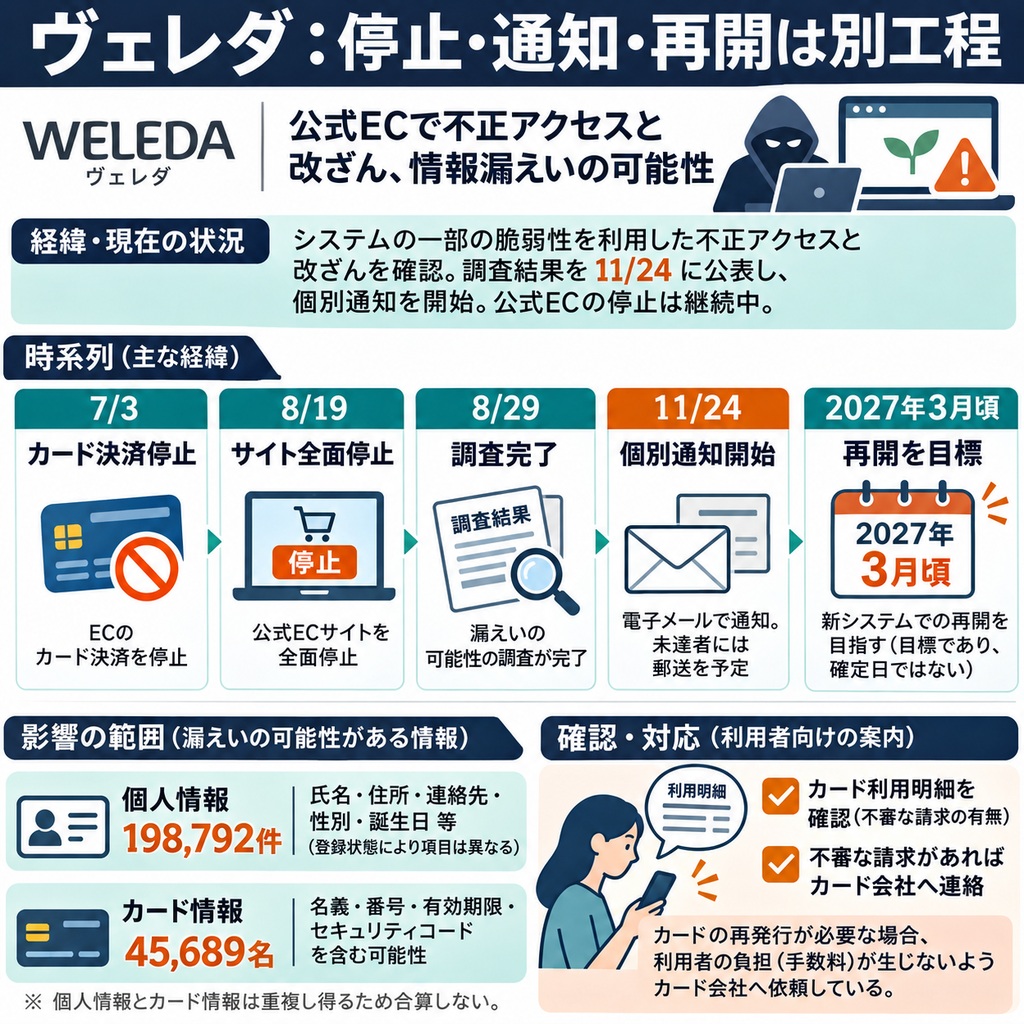 ヴェレダ：停止・通知・再開は別工程
WELEDA
ヴェレダ
公式ECで不正アクセスと
改ざん、情報漏えいの可能性
経緯・現在の状況
システムの一部の脆弱性を利用した不正アクセスと
改ざんを確認。調査結果を 11/24 に公表し、
個別通知を開始。公式ECの停止は継続中。
時系列（主な経緯）
7/3
カード決済停止
ECの
カード決済を停止
8/19
サイト全面停止
停止
公式ECサイトを
全面停止
8/29
調査完了
調査結果
漏えいの
可能性の調査が完了
11/24
個別通知開始
電子メールで通知。
未達者には
郵送を予定
2027年3月頃
再開を目標
2027年
3月頃
新システムでの再開を
目指す（目標であり、
確定日ではない）
影響の範囲（漏えいの可能性がある情報）
個人情報
198,792件
氏名・住所・連絡先・
性別・誕生日 等
（登録状態により項目は異なる）
カード情報
45,689名
名義・番号・有効期限・
セキュリティコード
を含む可能性
※ 個人情報とカード情報は重複し得るため合算しない。
確認・対応（利用者向けの案内）
利用明細
カード利用明細を
確認（不審な請求の有無）
不審な請求があれば
カード会社へ連絡
カードの再発行が必要な場合、
利用者の負担（手数料）が生じないよう
カード会社へ依頼している。